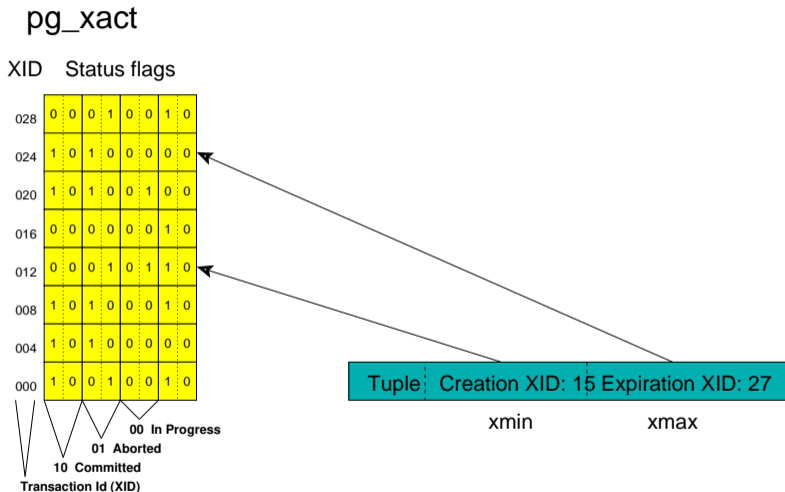 pg_xact
XID Status flags
028 0 0 0 1 0 0 1 0
024 1 0 1 0 0 0 0 0
020 1 0 1 0 0 1 0 0
016 0 0 0 0 0 0 1 0
012 0 0 0 1 0 1 1 0
008 1 0 1 0 0 0 1 0
004 1 0 1 0 0 0 0 0
000 1 0 0 1 0 0 1 0
Tuple Creation XID: 15 Expiration XID: 27
xmin xmax
00 In Progress
01 Aborted
10 Committed
Transaction Id (XID)